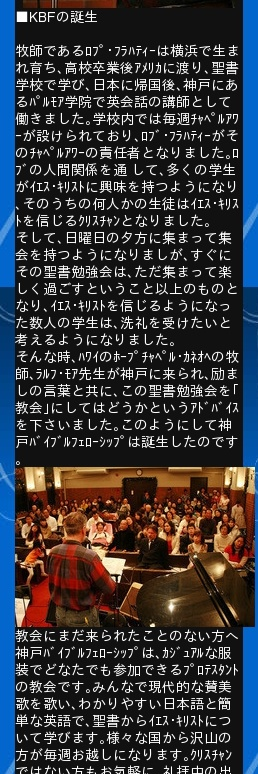 ■KBFの誕生
牧師であるﾛﾌﾞ･ﾌﾗﾊﾃｨｰは横浜で生ま
れ育ち､高校卒業後ｱﾒﾘｶに渡り､聖書
学校で学び､日本に帰国後､神戸にあ
るﾊﾟﾙﾓｱ学院で英会話の講師として
働きました｡学校内では毎週ﾁｬﾍﾟﾙｱﾜ
ｰが設けられており､ﾛﾌﾞ･ﾌﾗﾊﾃｨｰがそ
のﾁｬﾍﾟﾙｱﾜｰの責任者となりました｡ﾛ
ﾌﾞの人間関係を通 して､多くの学生
がｲｴｽ･ｷﾘｽﾄに興味を持つようになり
､そのうちの何人かの生徒はｲｴｽ･ｷﾘｽ
ﾄを信じるｸﾘｽﾁｬﾝとなりました｡
そして､日曜日の夕方に集まって集
会を持つようになりましが､すぐに
その聖書勉強会は､ただ集まって楽
しく過ごすということ以上のものと
なり､ｲｴｽ･ｷﾘｽﾄを信じるようになっ
た数人の学生は､洗礼を受けたいと
考えるようになりました｡
そんな時､ﾊﾜｲのﾎｰﾌﾟﾁｬﾍﾟﾙ･ｶﾈｵﾍの牧
師､ﾗﾙﾌ･ﾓｱ先生が神戸に来られ､励ま
しの言葉と共に､この聖書勉強会を｢
教会｣にしてはどうかというｱﾄﾞﾊﾞｲｽ
を下さいました｡このようにして神
戸ﾊﾞｲﾌﾞﾙﾌｪﾛｰｼｯﾌﾟは誕生したのです
｡
教会にまだ来られたことのない方へ
神戸ﾊﾞｲﾌﾞﾙﾌｪﾛｰｼｯﾌﾟは､ｶｼﾞｭｱﾙな服
装でどなたでも参加できるﾌﾟﾛﾃｽﾀﾝﾄ
の教会です｡みんなで現代的な賛美
歌を歌い､わかりやすい日本語と簡
単な英語で､聖書からｲｴｽ･ｷﾘｽﾄにつ
いて学びます｡様々な国から沢山の
方が毎週お越しになります｡ｸﾘｽﾁｬﾝ
ではない方もお気軽に､礼拝中の出